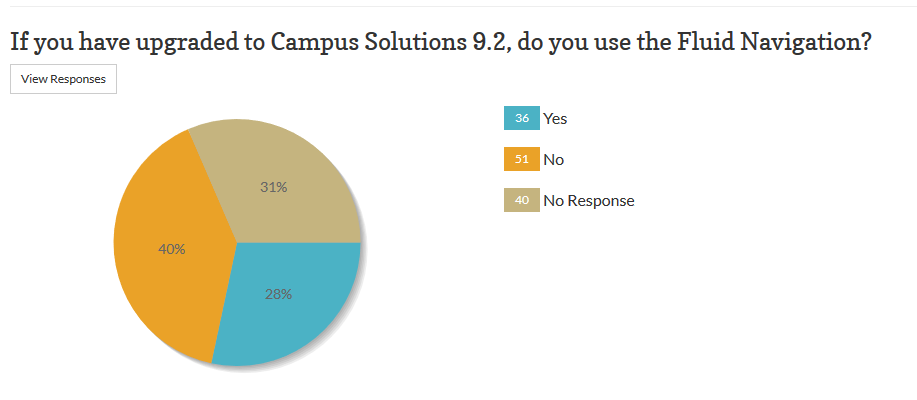 If you have upgraded to Campus Solutions 9.2, do you use the Fluid Navigation?
View Responses
36 Yes
51 No
40 No Response
31%
40%
28%